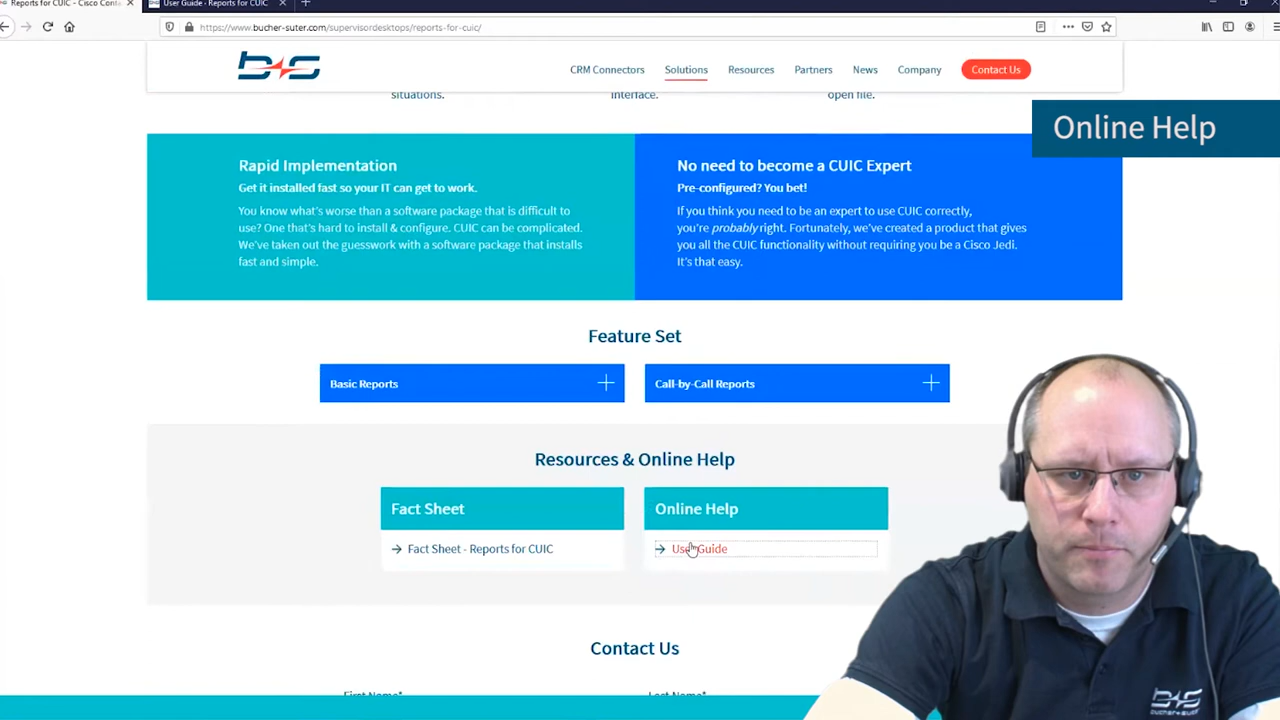 Reports for CUIC - Cisco Cont
User Guide - Reports for CUIC
https://www.bucher-suter.com/supervisordesktops/reports-for-cuic/
b+s
CRM Connectors
Solutions
Resources
Partners
News
Company
Contact Us
situations.
interface.
open file.
Online Help
Rapid Implementation
Get it installed fast so your IT can get to work.
You know what's worse than a software package that is difficult to
use? One that's hard to install & configure. CUIC can be complicated.
We've taken out the guesswork with a software package that installs
fast and simple.
No need to become a CUIC Expert
Pre-configured? You bet!
If you think you need to be an expert to use CUIC correctly,
you're probably right. Fortunately, we've created a product that gives
you all the CUIC functionality without requiring you be a Cisco Jedi.
It's that easy.
Feature Set
Basic Reports
Call-by-Call Reports
Resources & Online Help
Fact Sheet
Fact Sheet - Reports for CUIC
Online Help
User Guide
Contact Us
First Name*
Last Name*
b+s
bucher+suter